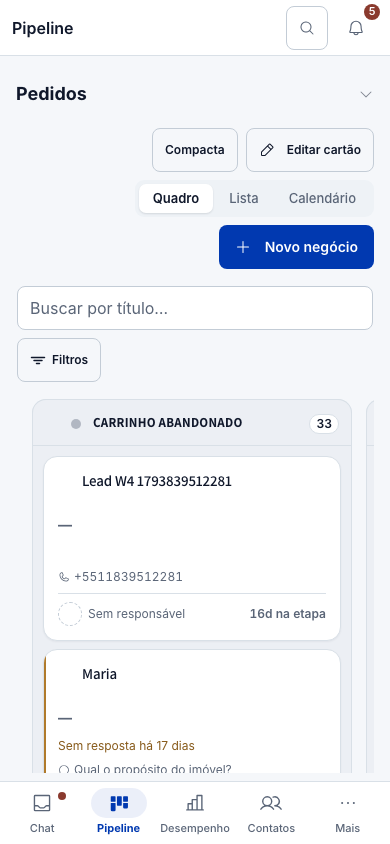 Pipeline
5
Pedidos
Compacta
Editar cartão
Quadro
Lista
Calendário
Novo negócio
Buscar por título...
Filtros
CARRINHO ABANDONADO
33
Lead W4 1793839512281
—
+5511839512281
Sem responsável
16d na etapa
Maria
—
Sem resposta há 17 dias
Qual o propósito do imóvel?
Chat
Pipeline
Desempenho
Contatos
Mais